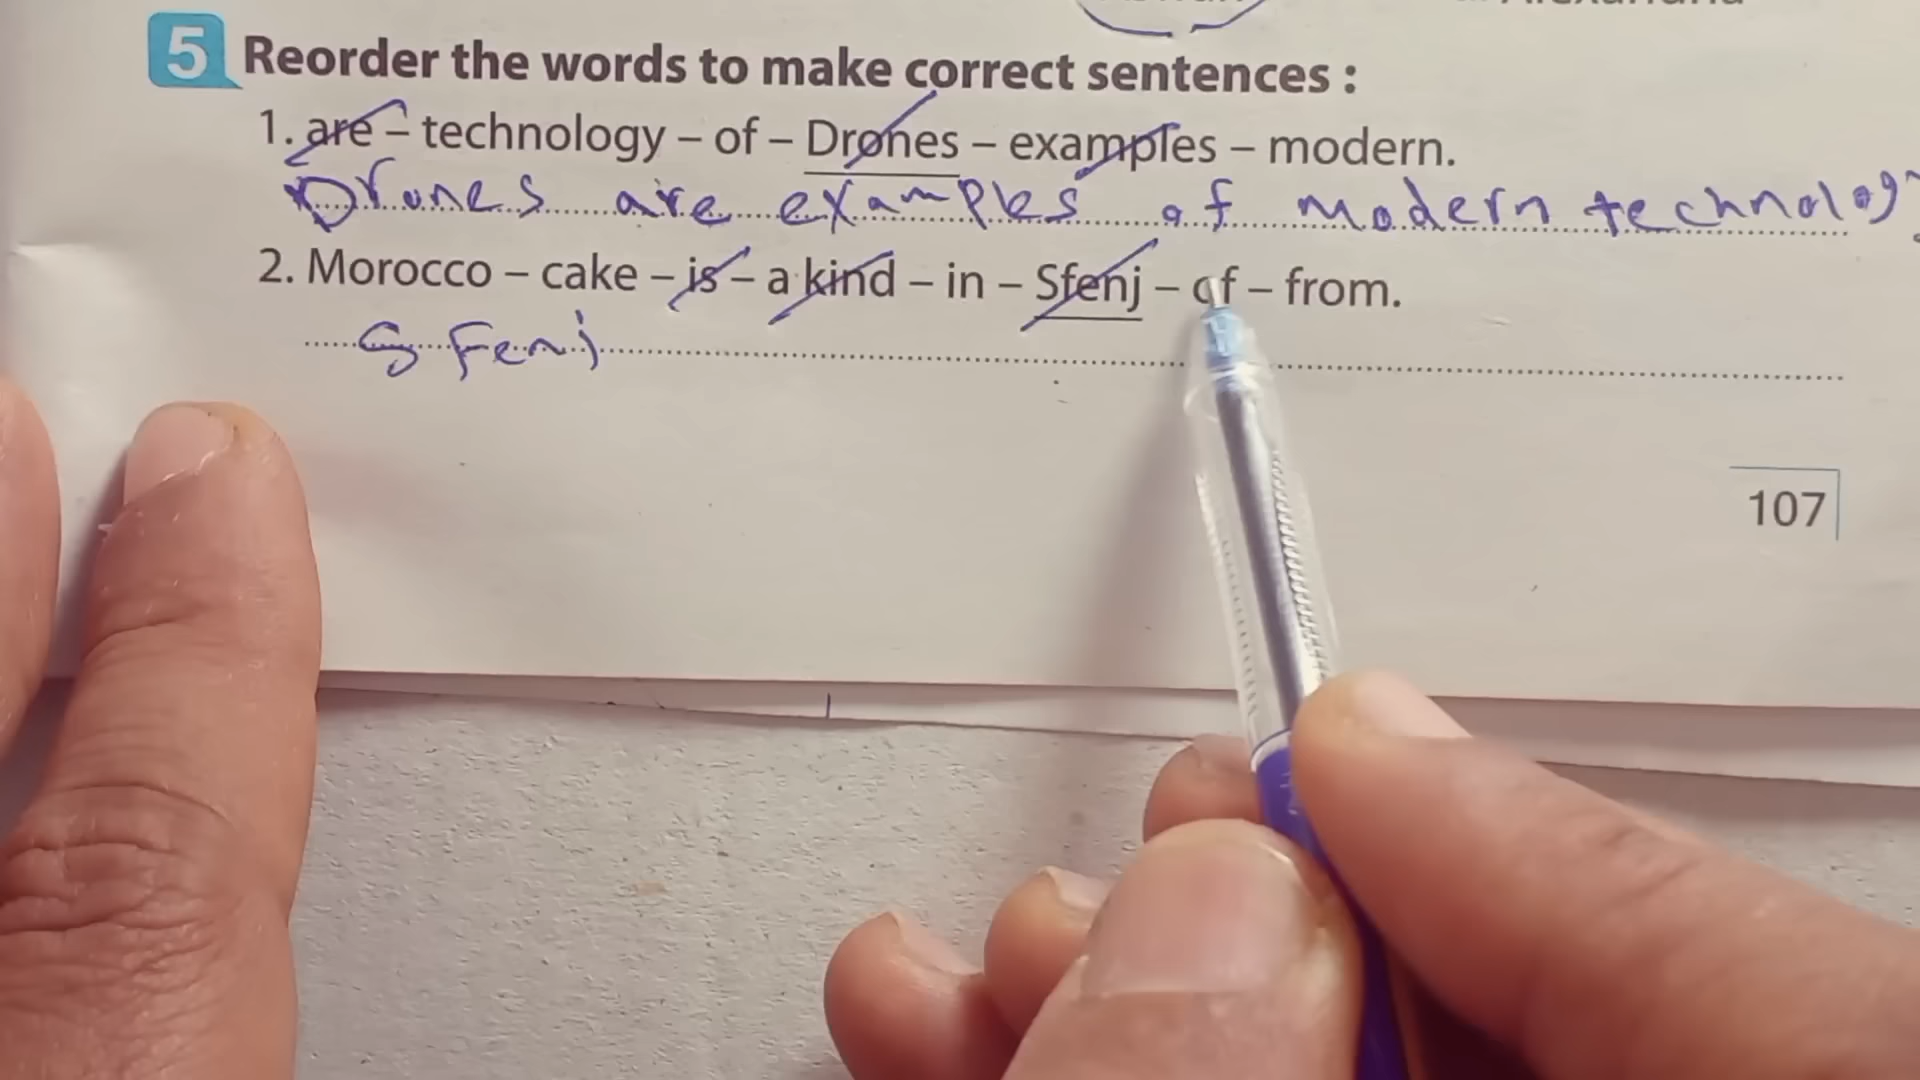 5 Reorder the words to make correct sentences :
1. are – technology – of – Drones – examples – modern.
Drones are examples of modern technology
2. Morocco – cake – is – a kind – in – Sfenj – of – from.
Sfenj
107